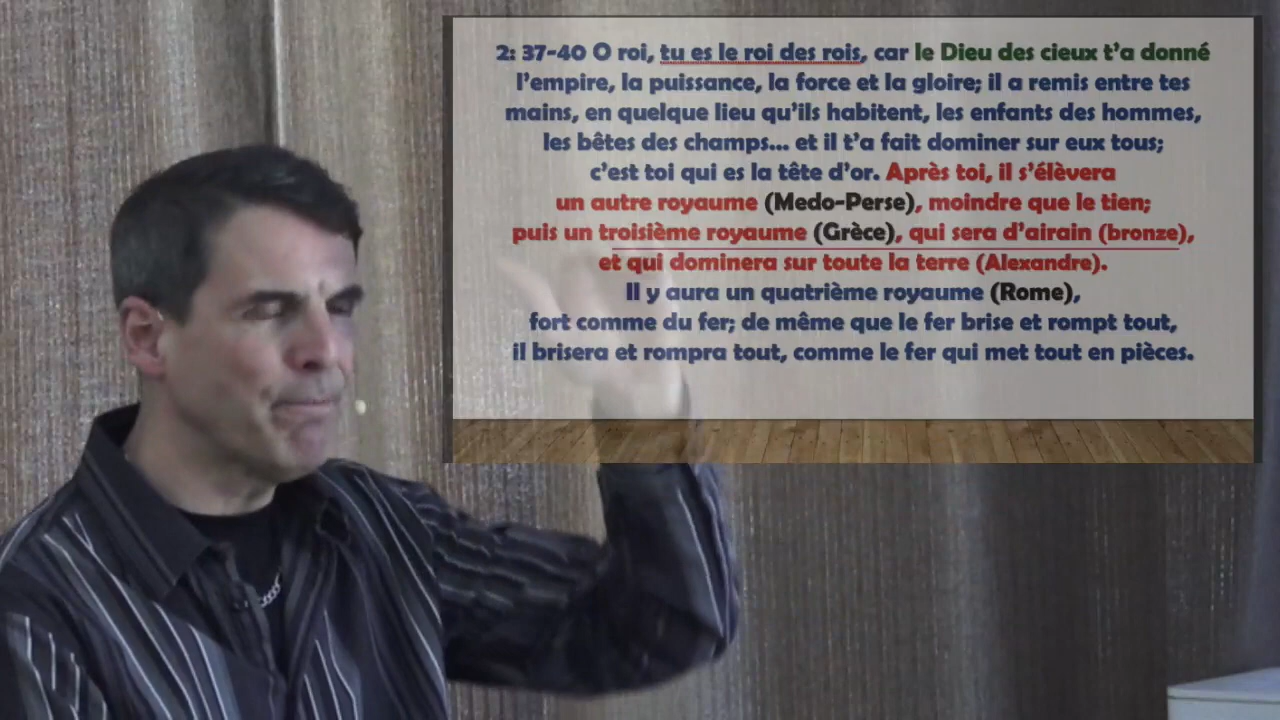 2: 37-40 O roi, tu es le roi des rois, car le Dieu des cieux t'a donné
l'empire, la puissance, la force et la gloire; il a remis entre tes
mains, en quelque lieu qu'ils habitent, les enfants des hommes,
les bêtes des champs... et il t'a fait dominer sur eux tous;
c'est toi qui es la tête d'or. Après toi, il s'élèvera
un autre royaume (Medo-Perse), moindre que le tien;
puis un troisième royaume (Grèce), qui sera d'airain (bronze),
et qui dominera sur toute la terre (Alexandre).
Il y aura un quatrième royaume (Rome),
fort comme du fer; de même que le fer brise et rompt tout,
il brisera et rompra tout, comme le fer qui met tout en pièces.